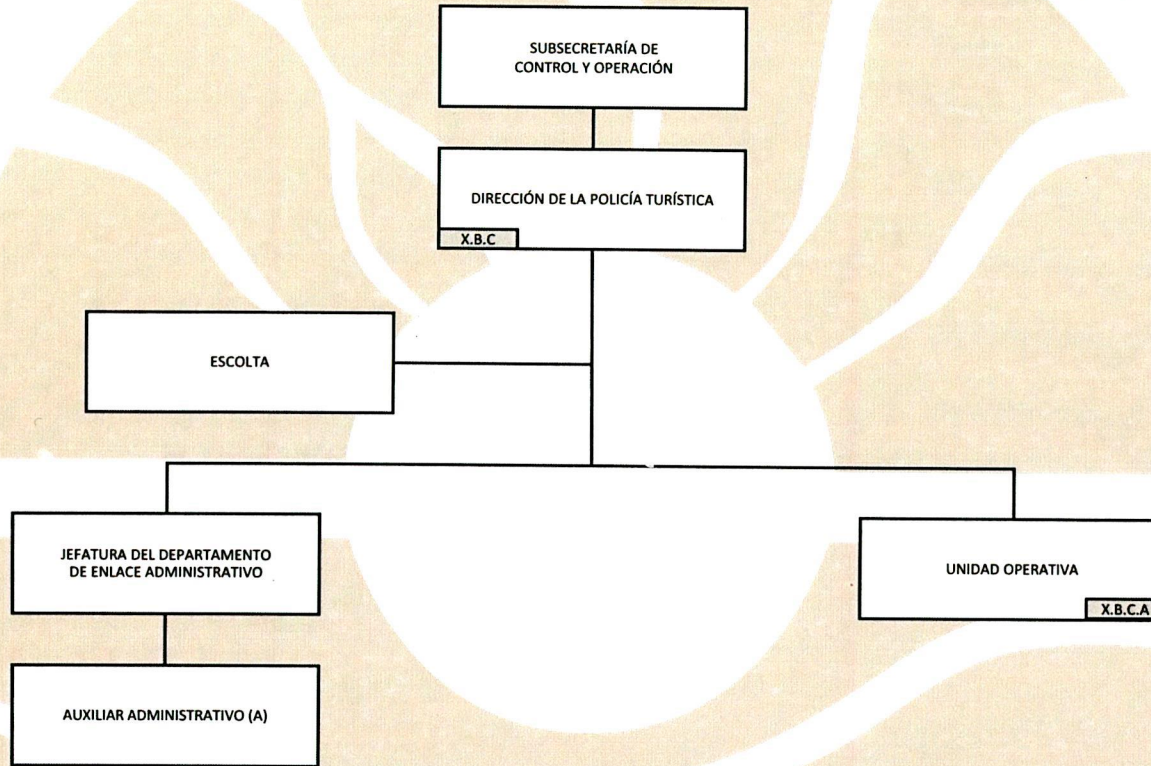 SUBSECRETARÍA DE
CONTROL Y OPERACIÓN
DIRECCIÓN DE LA POLICÍA TURÍSTICA
X.B.C
ESCOLTA
JEFATURA DEL DEPARTAMENTO
DE ENLACE ADMINISTRATIVO
UNIDAD OPERATIVA
X.B.C.A
AUXILIAR ADMINISTRATIVO (A)